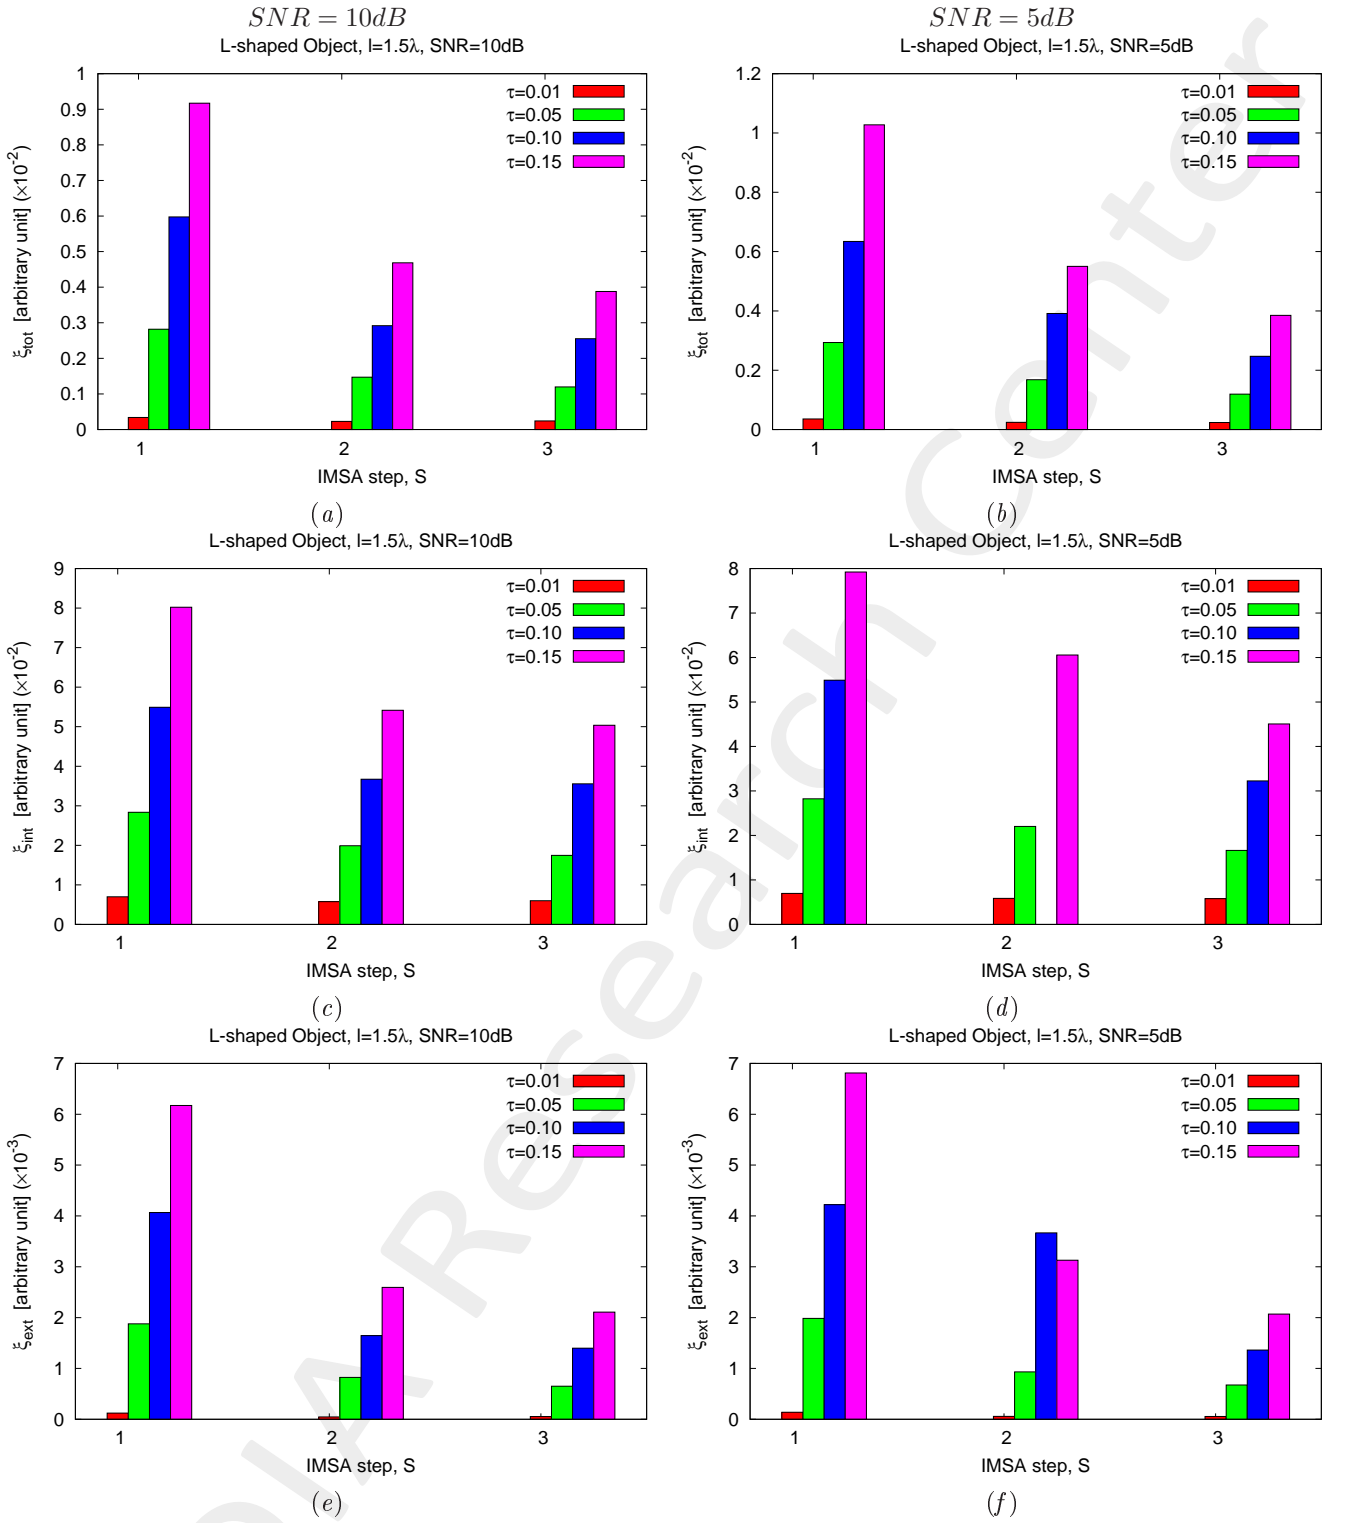 SNR = 10dB
SNR = 5dB
L-shaped Object, l=1.5λ, SNR=10dB
ξtot [arbitrary unit] (×10-2)
1
0.9
0.8
0.7
0.6
0.5
0.4
0.3
0.2
0.1
0
τ=0.01
τ=0.05
τ=0.10
τ=0.15
1 2 3
IMSA step, S
(a)
L-shaped Object, l=1.5λ, SNR=5dB
ξtot [arbitrary unit] (×10-2)
1.2
1
0.8
0.6
0.4
0.2
0
τ=0.01
τ=0.05
τ=0.10
τ=0.15
1 2 3
IMSA step, S
(b)
L-shaped Object, l=1.5λ, SNR=10dB
ξint [arbitrary unit] (×10-2)
9
8
7
6
5
4
3
2
1
0
τ=0.01
τ=0.05
τ=0.10
τ=0.15
1 2 3
IMSA step, S
(c)
L-shaped Object, l=1.5λ, SNR=5dB
ξint [arbitrary unit] (×10-2)
8
7
6
5
4
3
2
1
0
τ=0.01
τ=0.05
τ=0.10
τ=0.15
1 2 3
IMSA step, S
(d)
L-shaped Object, l=1.5λ, SNR=10dB
ξext [arbitrary unit] (×10-3)
7
6
5
4
3
2
1
0
τ=0.01
τ=0.05
τ=0.10
τ=0.15
1 2 3
IMSA step, S
(e)
L-shaped Object, l=1.5λ, SNR=5dB
ξext [arbitrary unit] (×10-3)
7
6
5
4
3
2
1
0
τ=0.01
τ=0.05
τ=0.10
τ=0.15
1 2 3
IMSA step, S
(f)
Research Center